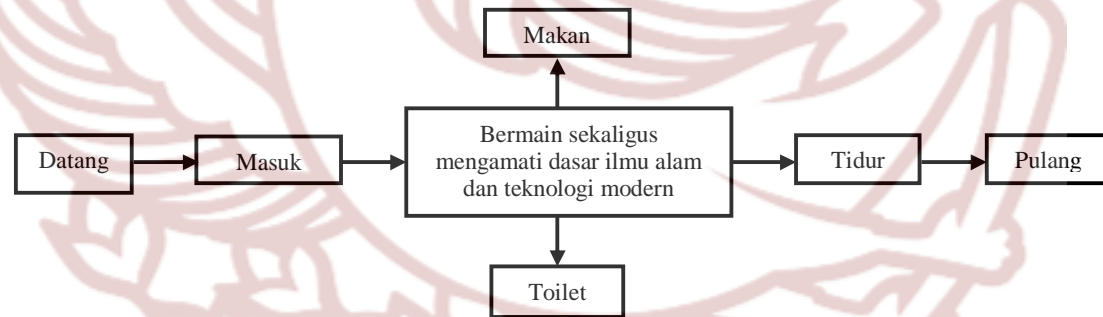 Makan
Datang
Masuk
Bermain sekaligus
mengamati dasar ilmu alam
dan teknologi modern
Tidur
Pulang
Toilet